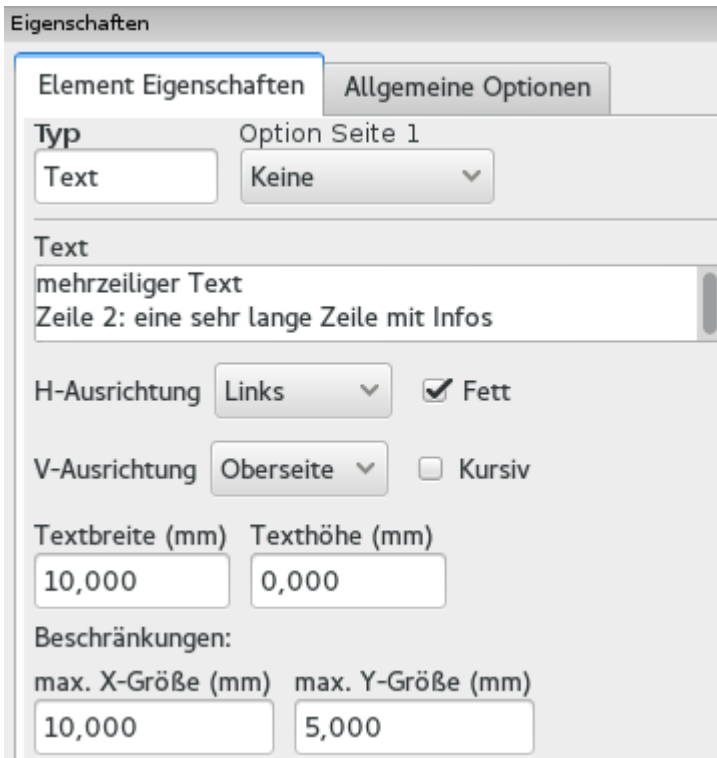 Eigenschaften
Element Eigenschaften Allgemeine Optionen
Typ Option Seite 1
Text Keine
Text
mehrzeiliger Text
Zeile 2: eine sehr lange Zeile mit Infos
H-Ausrichtung Links Fett
V-Ausrichtung Oberseite Kursiv
Textbreite (mm) Texthöhe (mm)
10,000 0,000
Beschränkungen:
max. X-Größe (mm) max. Y-Größe (mm)
10,000 5,000